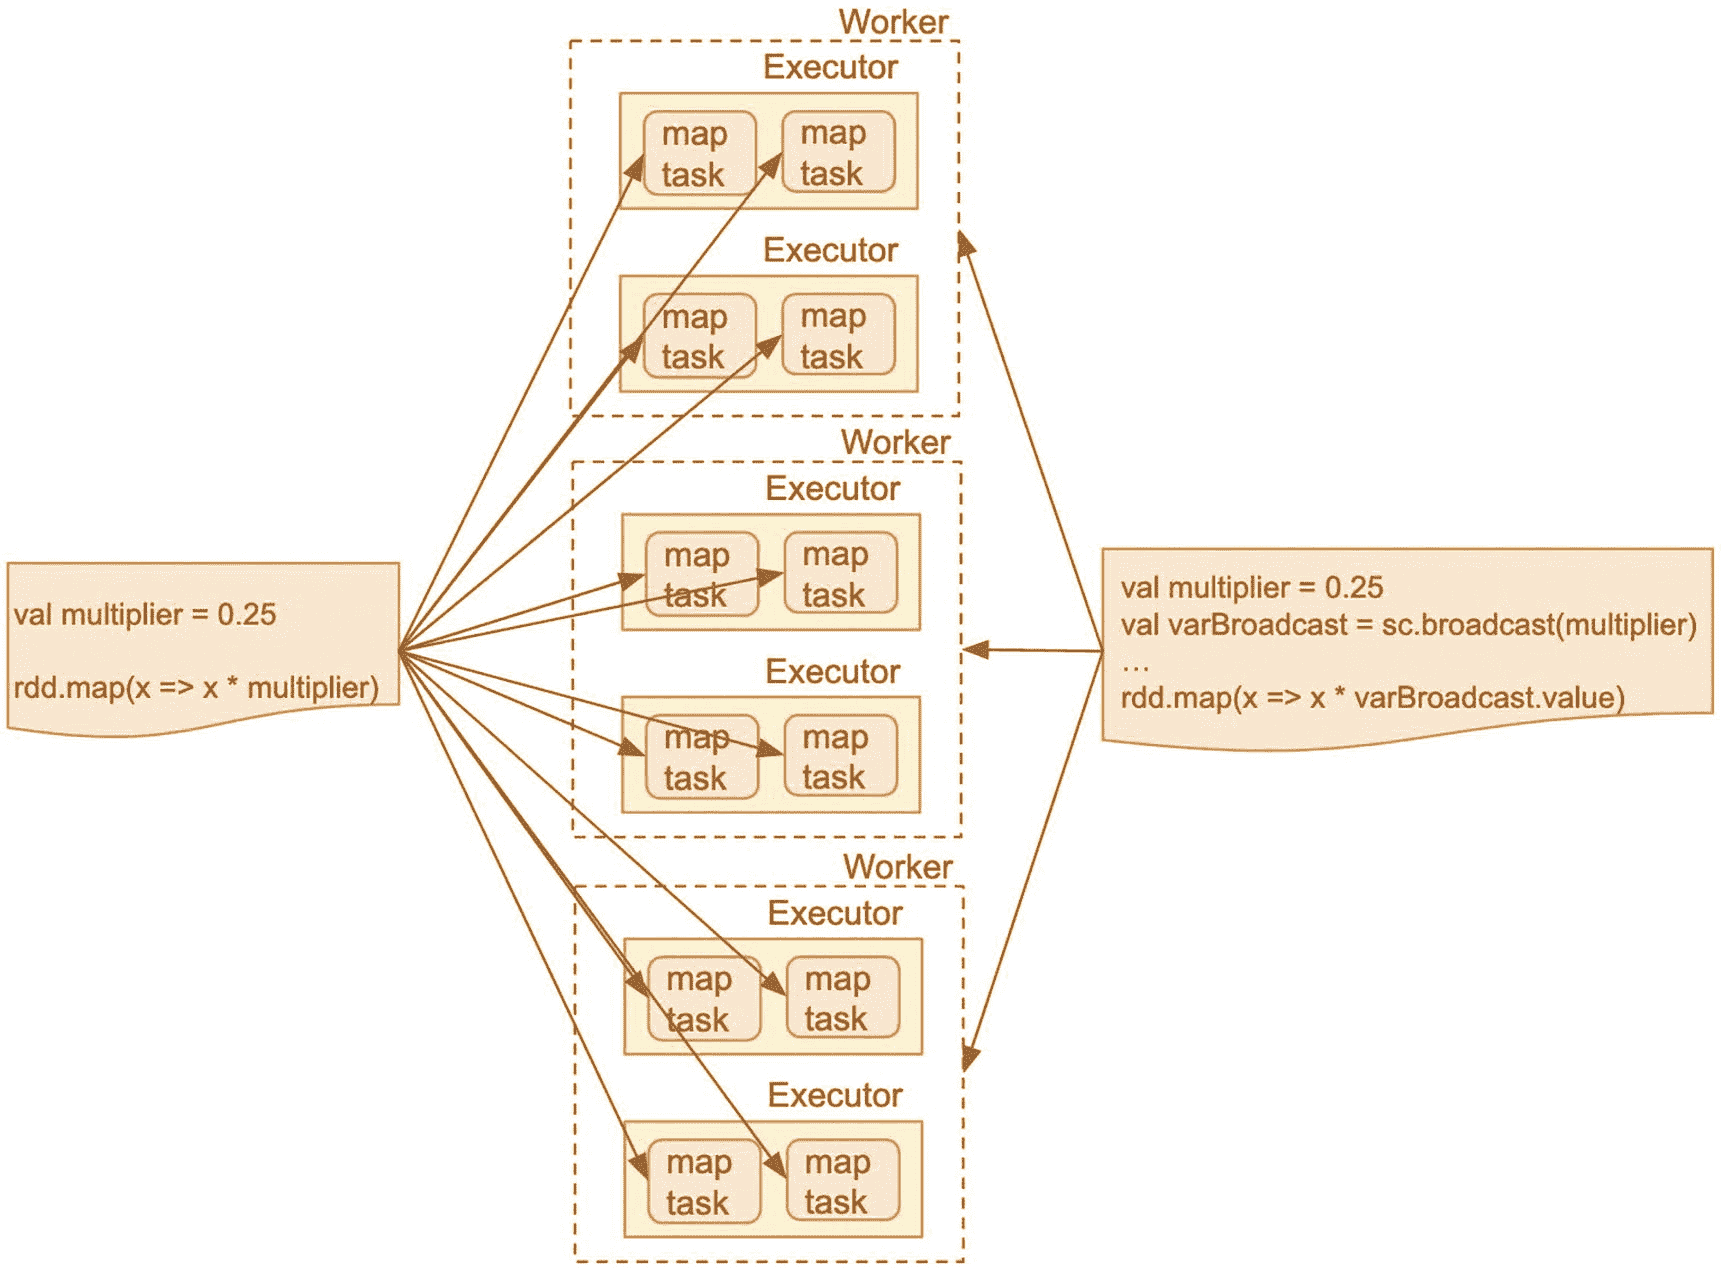 Worker
Executor
map map
task task
Executor
map map
task task
Worker
Executor
map map
task task
Executor
map map
task task
Worker
Executor
map map
task task
Executor
map map
task task
val multiplier = 0.25
rdd.map(x => x * multiplier)
val multiplier = 0.25
val varBroadcast = sc.broadcast(multiplier)
...
rdd.map(x => x * varBroadcast.value)